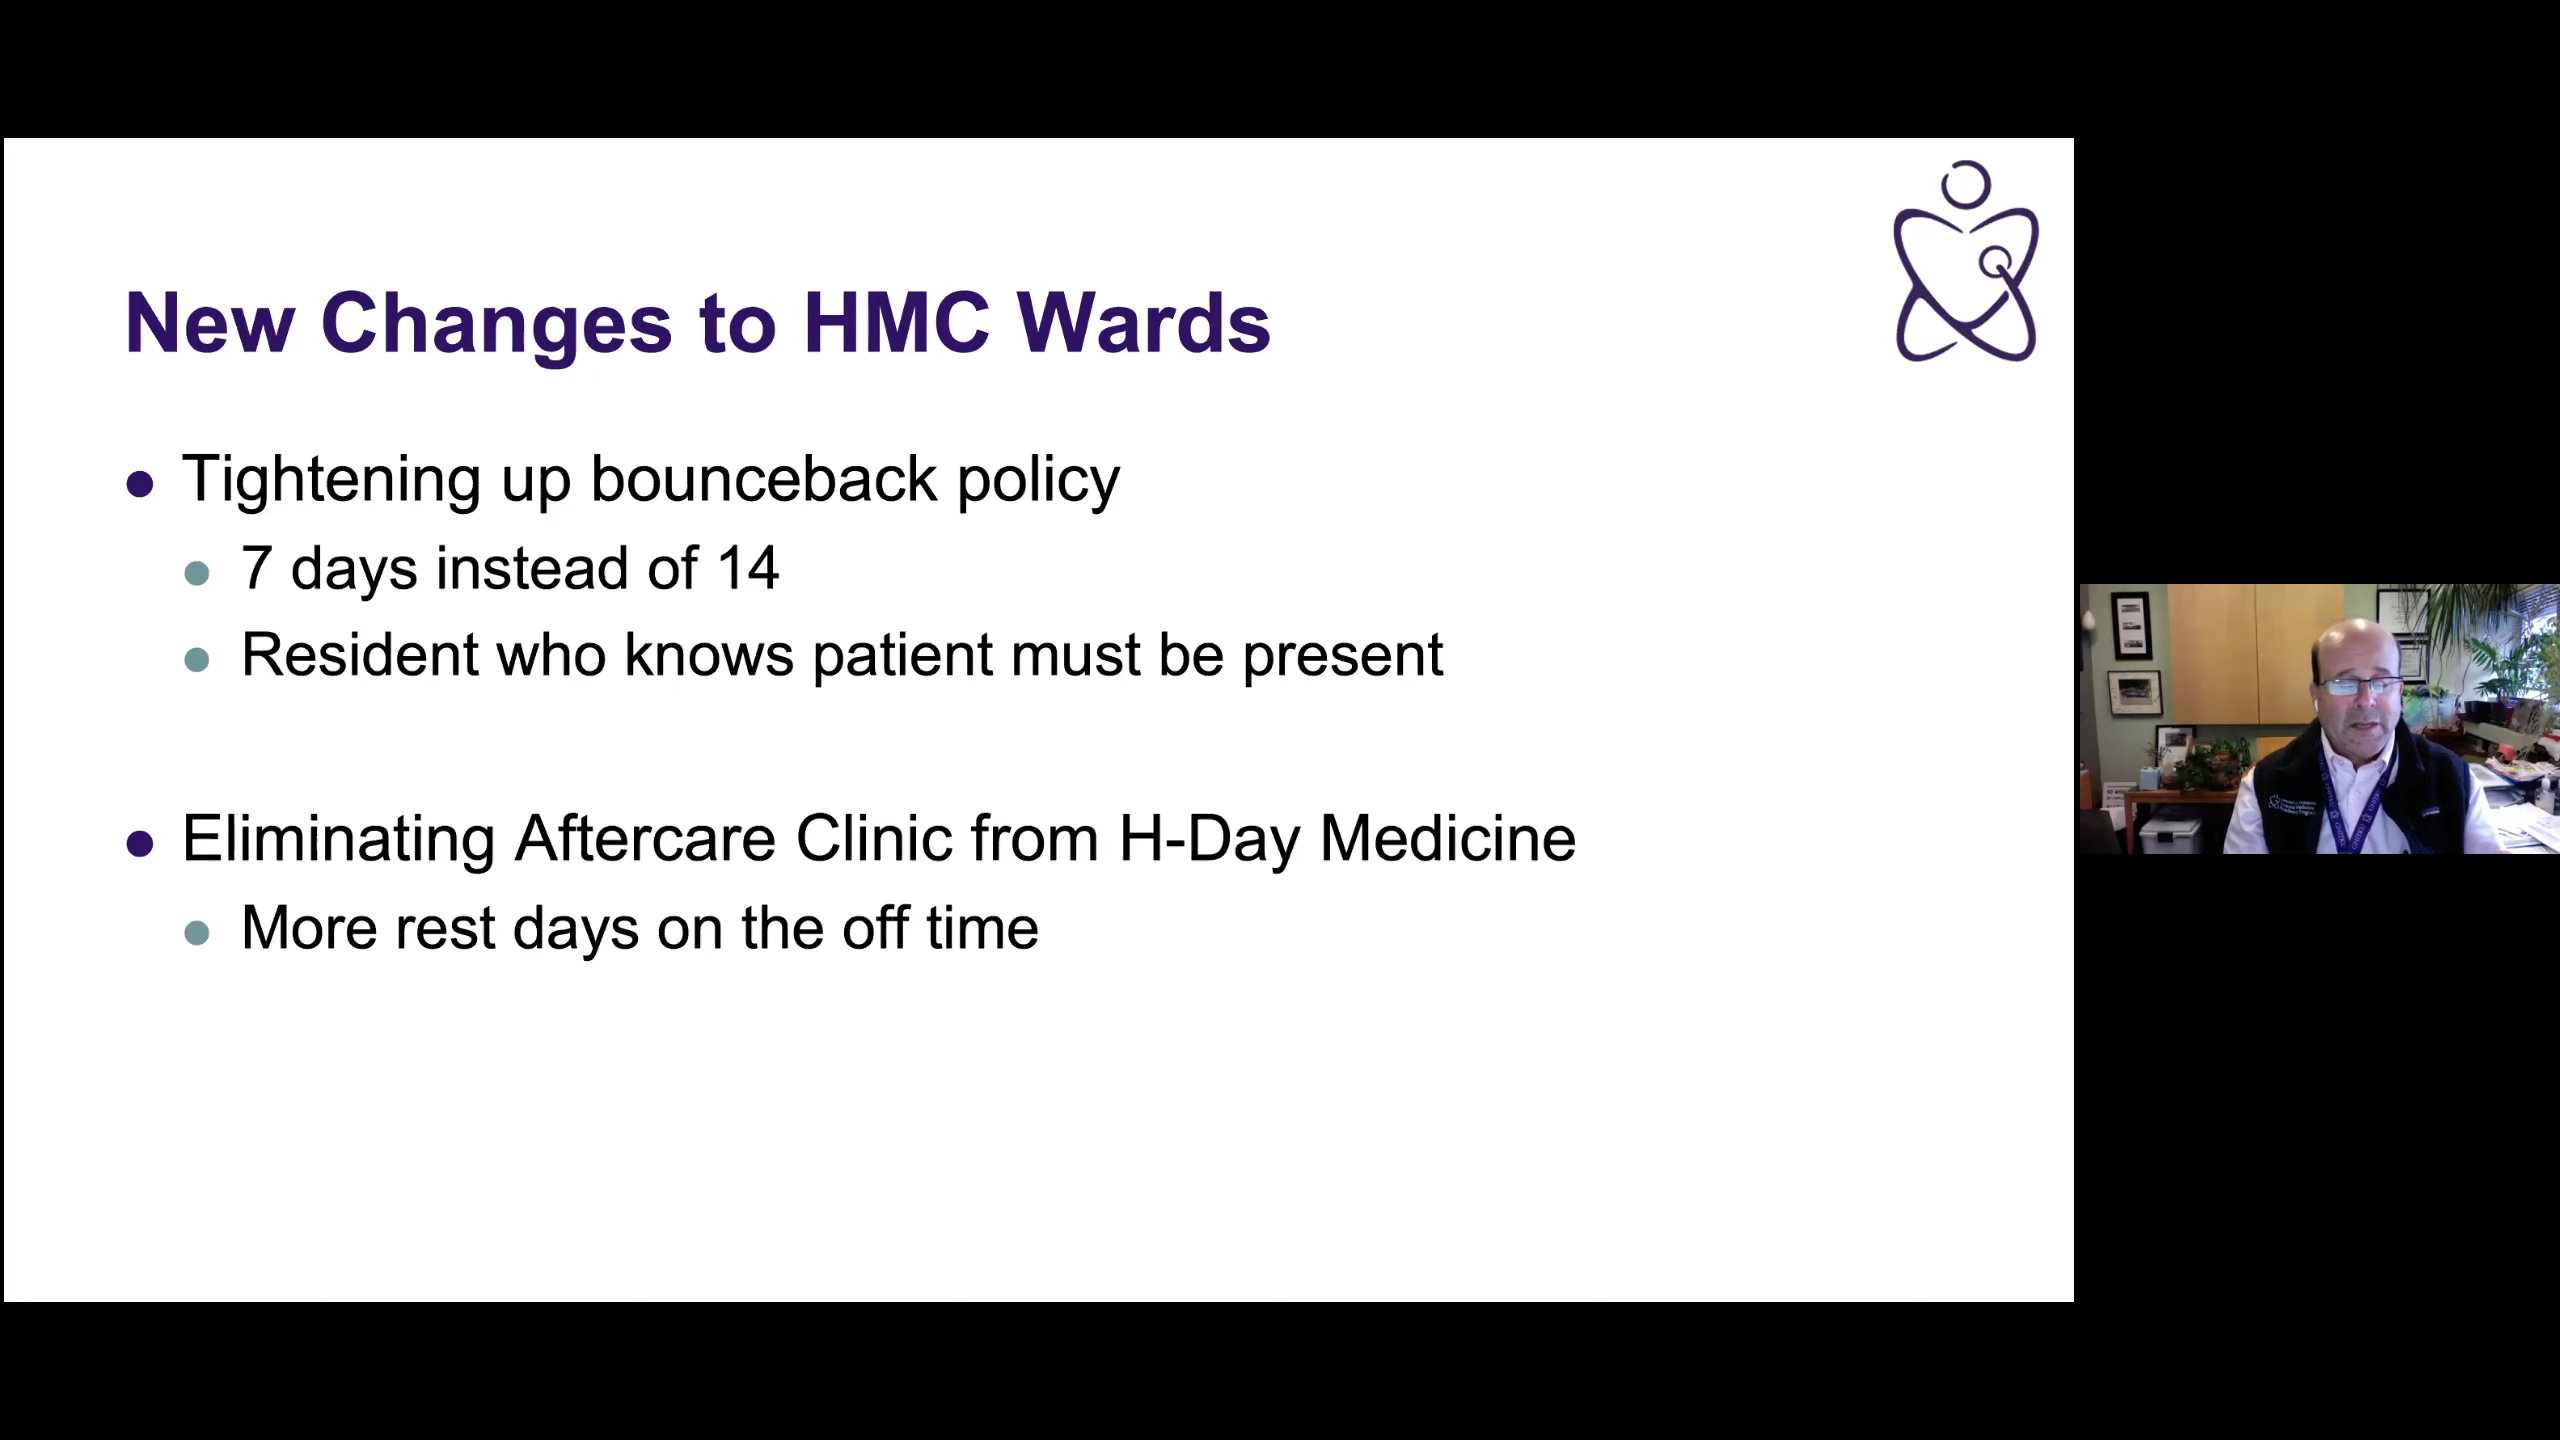 New Changes to HMC Wards
Tightening up bounceback policy
7 days instead of 14
Resident who knows patient must be present
Eliminating Aftercare Clinic from H-Day Medicine
More rest days on the off time